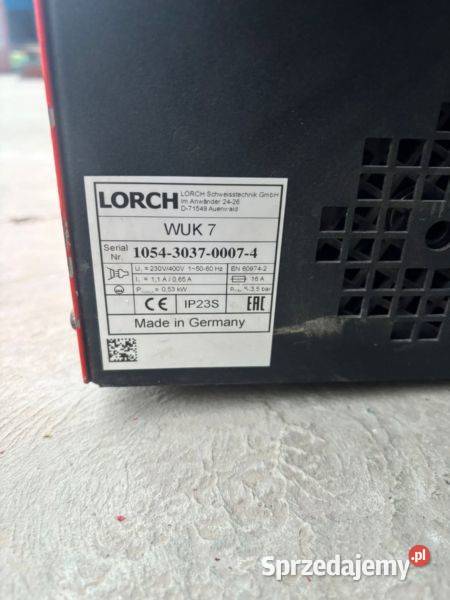 LORCH
LORCH Schweisstechnik GmbH
Im Anwänder 24-26
D-71549 Auenwald
WUK 7
Serial Nr. 1054-3037-0007-4
U₁ = 230V/400V 1~50-60 Hz
EN 60974-2
I₁ = 1,1 A / 0,65 A
16 A
= 0,53 kW
3.5 bar
CE
IP23S
EAC
Made in Germany
Sprzedajemy.pl